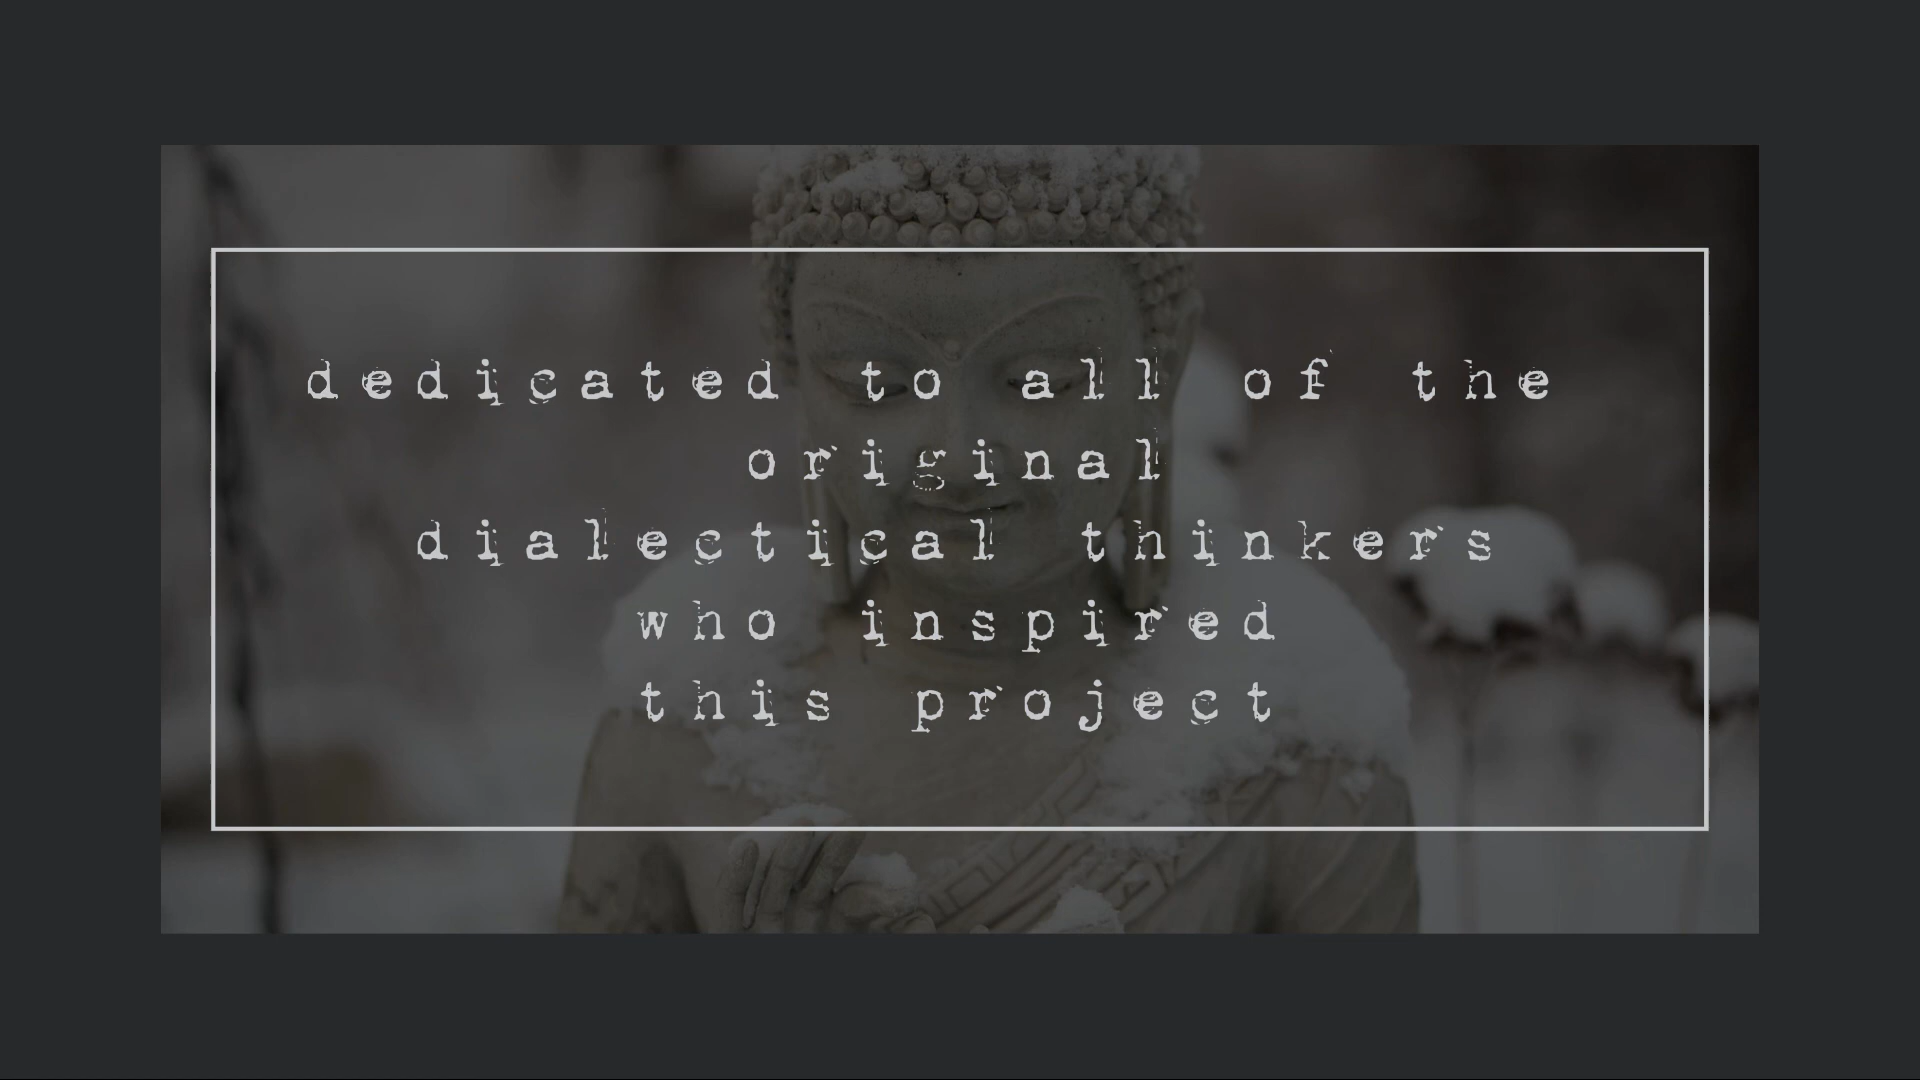 dedicated to all of the
original
dialectical thinkers
who inspired
this project